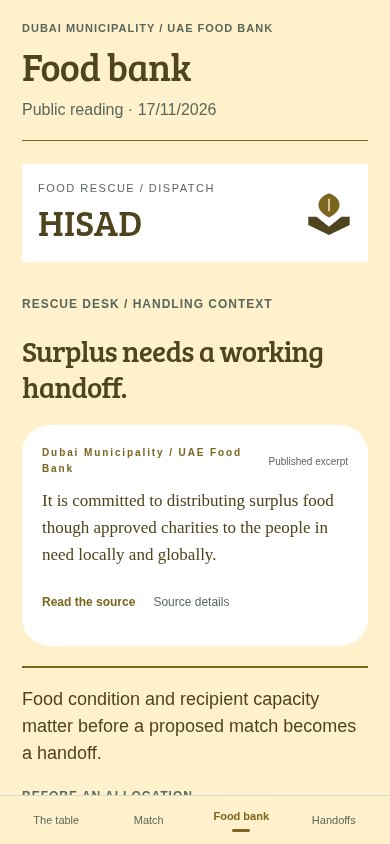 DUBAI MUNICIPALITY / UAE FOOD BANK
Food bank
Public reading · 17/11/2026
FOOD RESCUE / DISPATCH
HISAD
RESCUE DESK / HANDLING CONTEXT
Surplus needs a working
handoff.
Dubai Municipality / UAE Food
Bank
Published excerpt
It is committed to distributing surplus food
though approved charities to the people in
need locally and globally.
Read the source
Source details
Food condition and recipient capacity
matter before a proposed match becomes
a handoff.
BEFORE AN ALLOCATION
The table
Match
Food bank
Handoffs